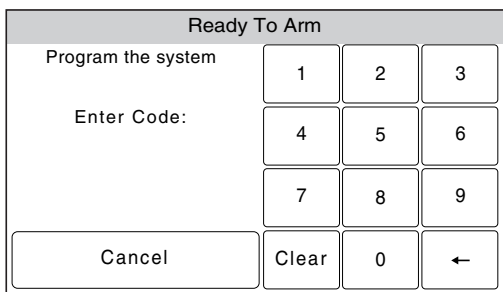 Ready To Arm
Program the system
Enter Code:
1 2 3
4 5 6
7 8 9
Cancel Clear 0 ←